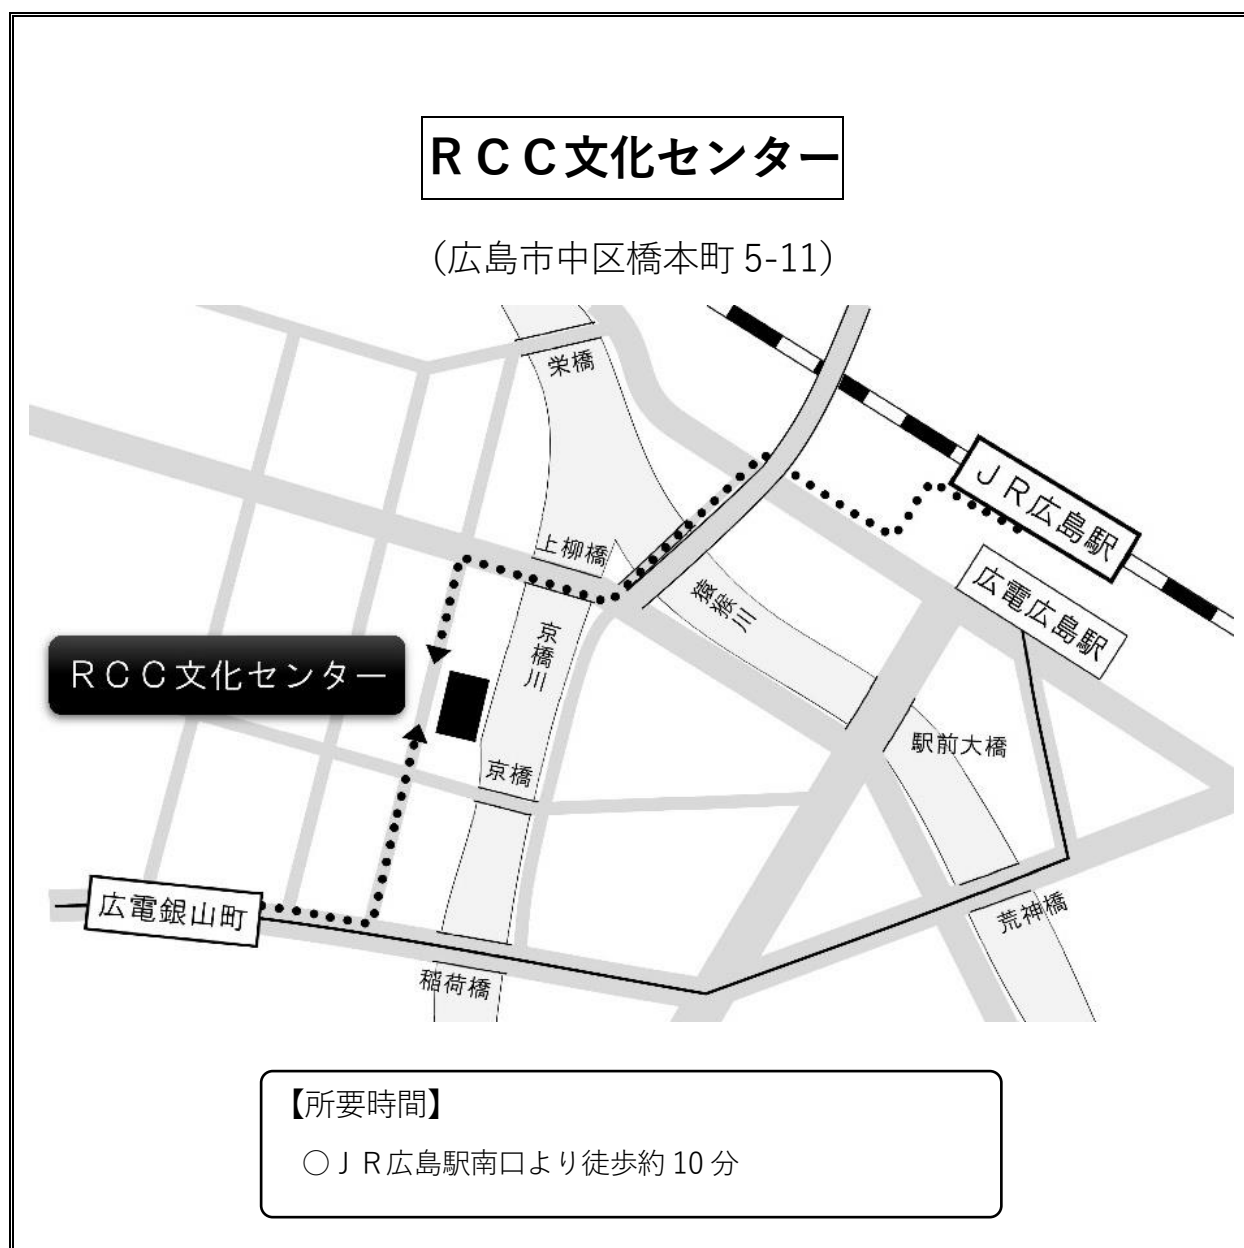 ＲＣＣ文化センター
（広島市中区橋本町 5-11）
栄橋
ＪＲ広島駅
上柳橋
猿猴川
広電広島駅
京橋川
ＲＣＣ文化センター
駅前大橋
京橋
広電銀山町
荒神橋
稲荷橋
【所要時間】
○ＪＲ広島駅南口より徒歩約 10 分